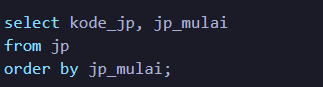 select kode_jp, jp_mulai
from jp
order by jp_mulai;